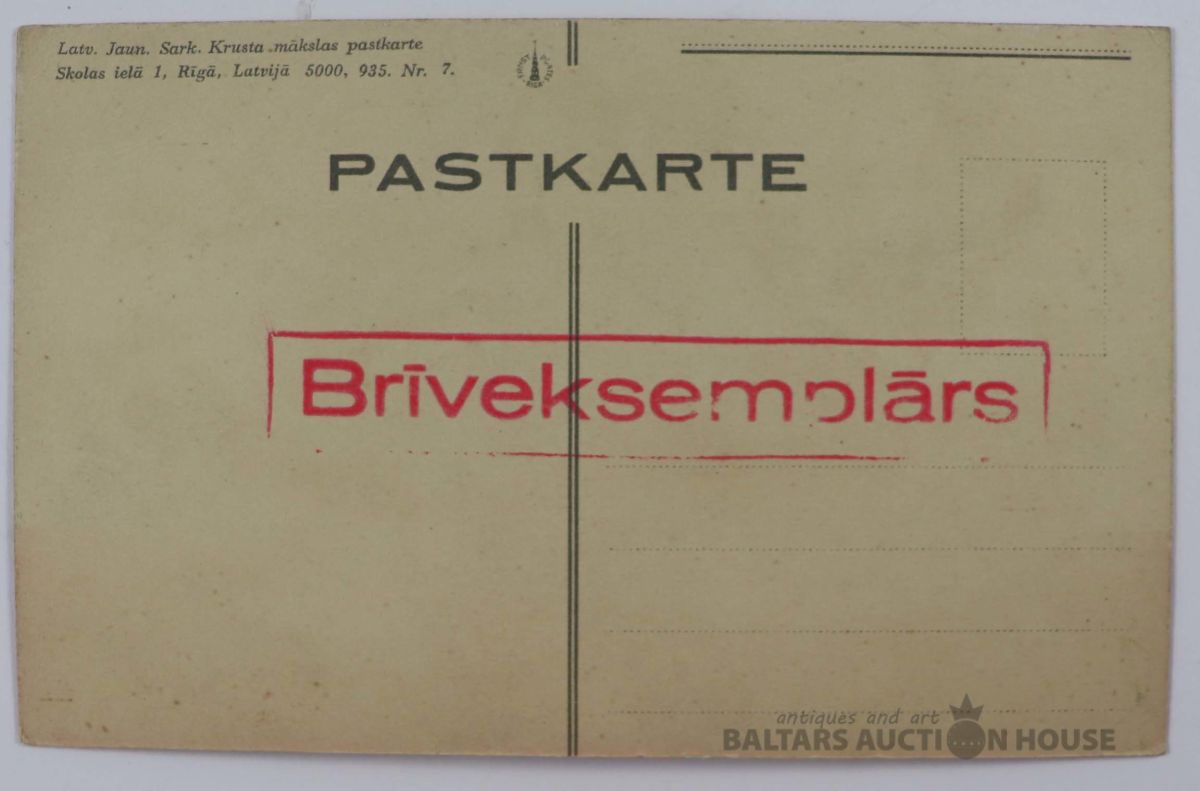 Latv. Jaun. Sark. Krusta mākslas pastkarte
Skolas ielā 1, Rīgā, Latvijā 5000, 935. Nr. 7.
RIGA
PASTKARTE
Brīveksemplārs
antiques and art
BALTARS AUCTION HOUSE